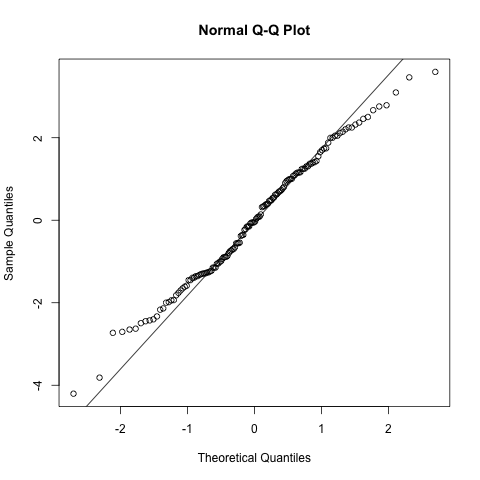 Normal Q-Q Plot
Sample Quantiles
2
0
-2
-4
-2 -1 0 1 2
Theoretical Quantiles